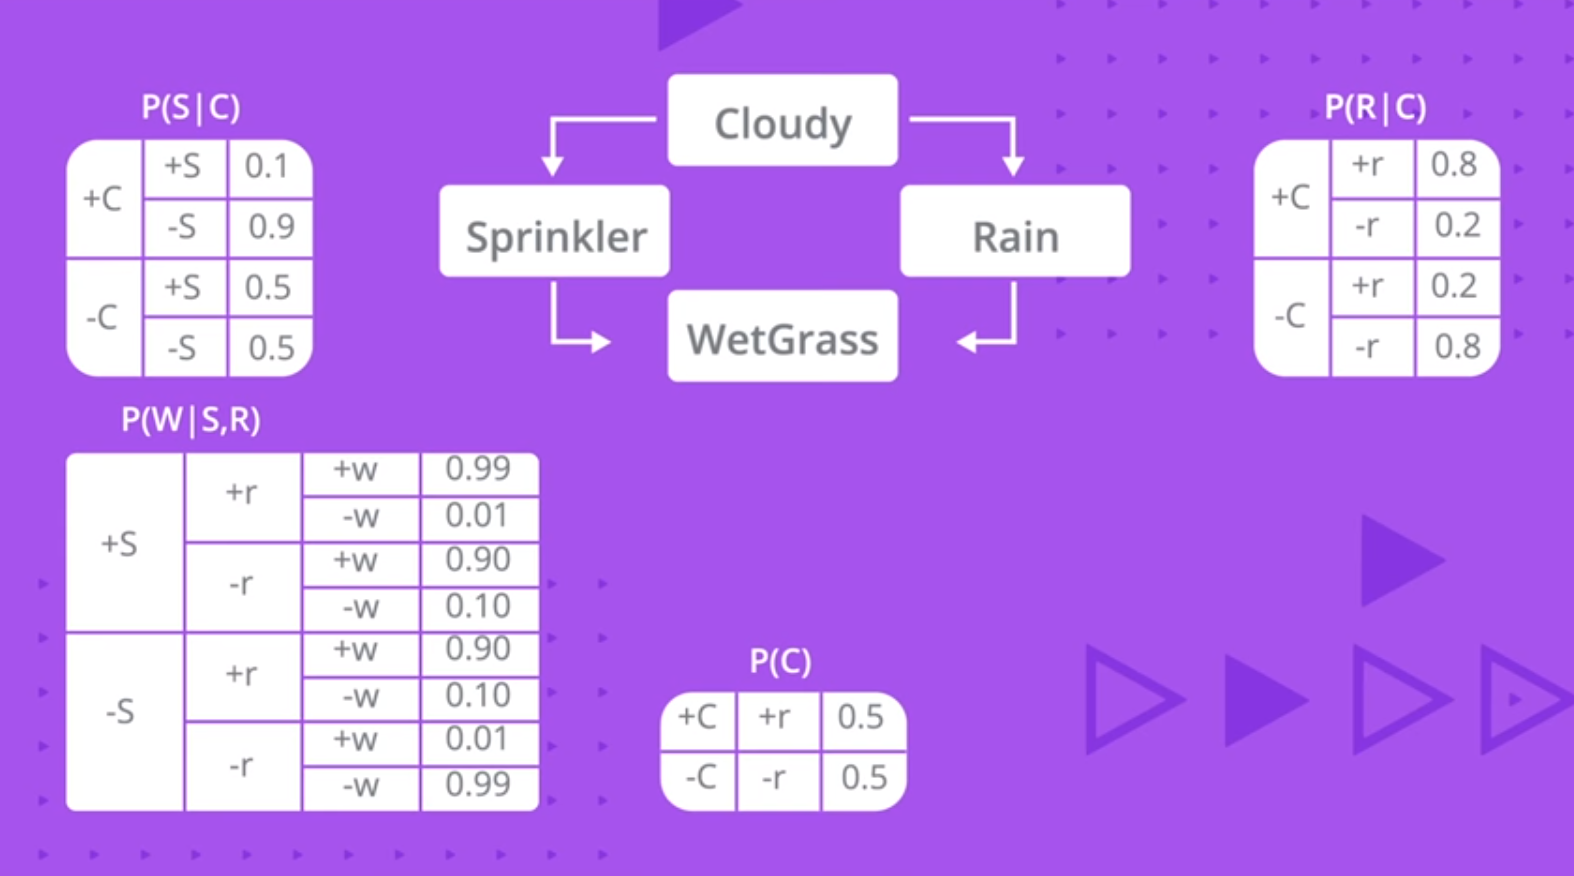 P(S|C)
+C +S 0.1
-S 0.9
-C +S 0.5
-S 0.5
Cloudy
Sprinkler
Rain
WetGrass
P(R|C)
+C +r 0.8
-r 0.2
-C +r 0.2
-r 0.8
P(W|S,R)
+S +r +w 0.99
-w 0.01
-r +w 0.90
-w 0.10
-S +r +w 0.90
-w 0.10
-r +w 0.01
-w 0.99
P(C)
+C +r 0.5
-C -r 0.5